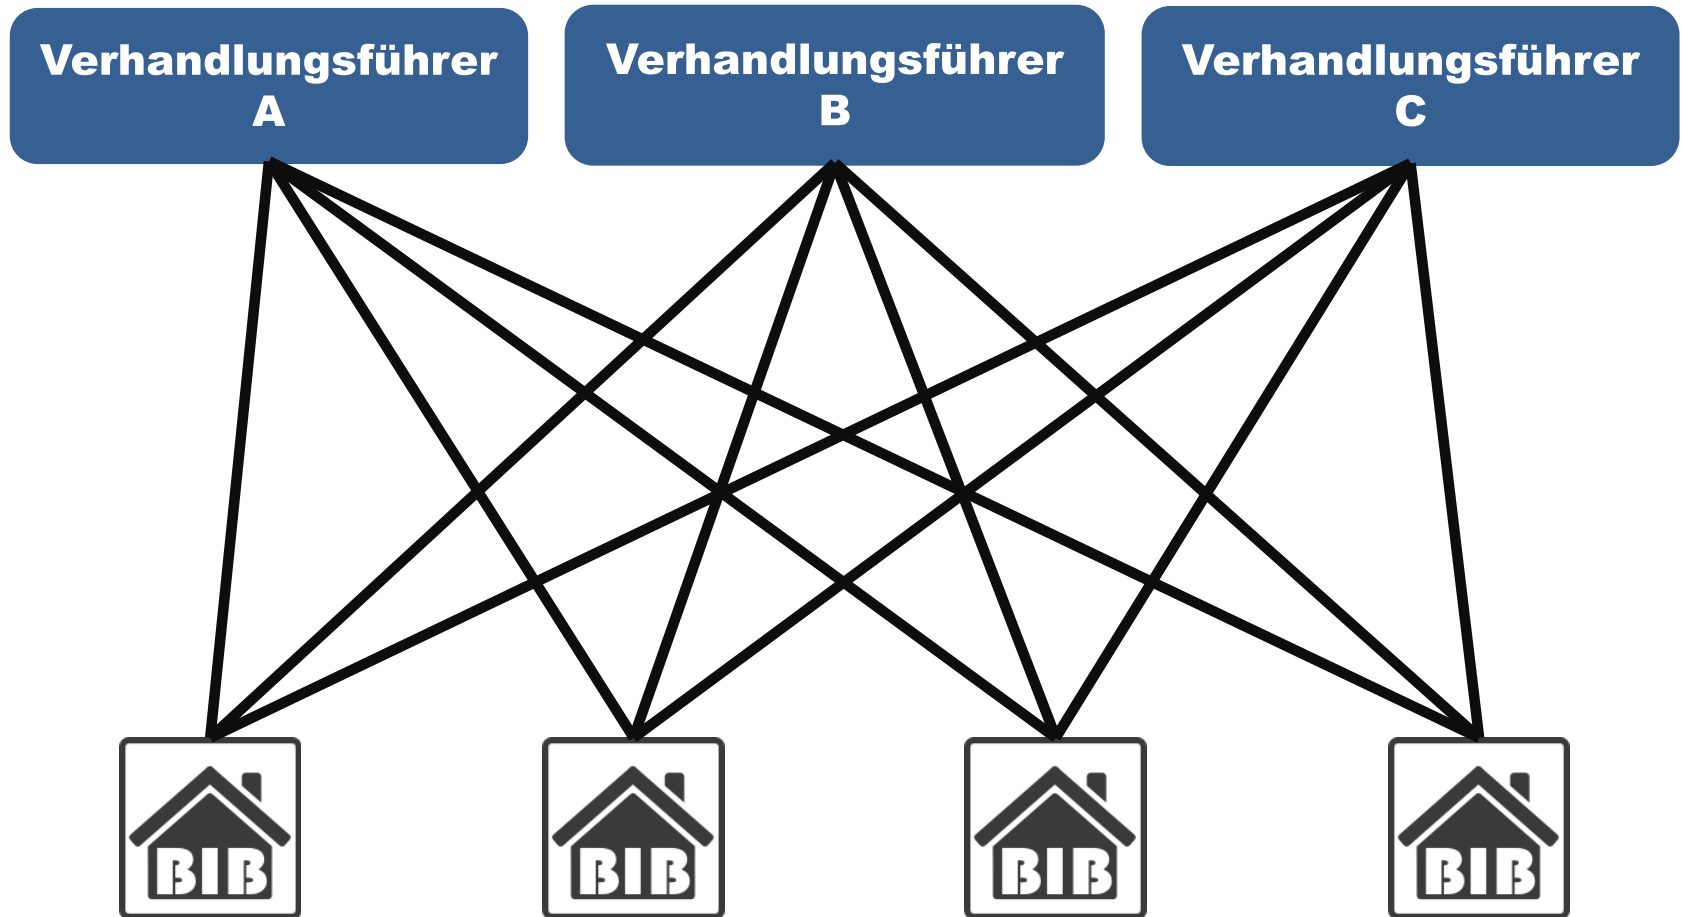 Verhandlungsführer
A
Verhandlungsführer
B
Verhandlungsführer
C
BIB
BIB
BIB
BIB